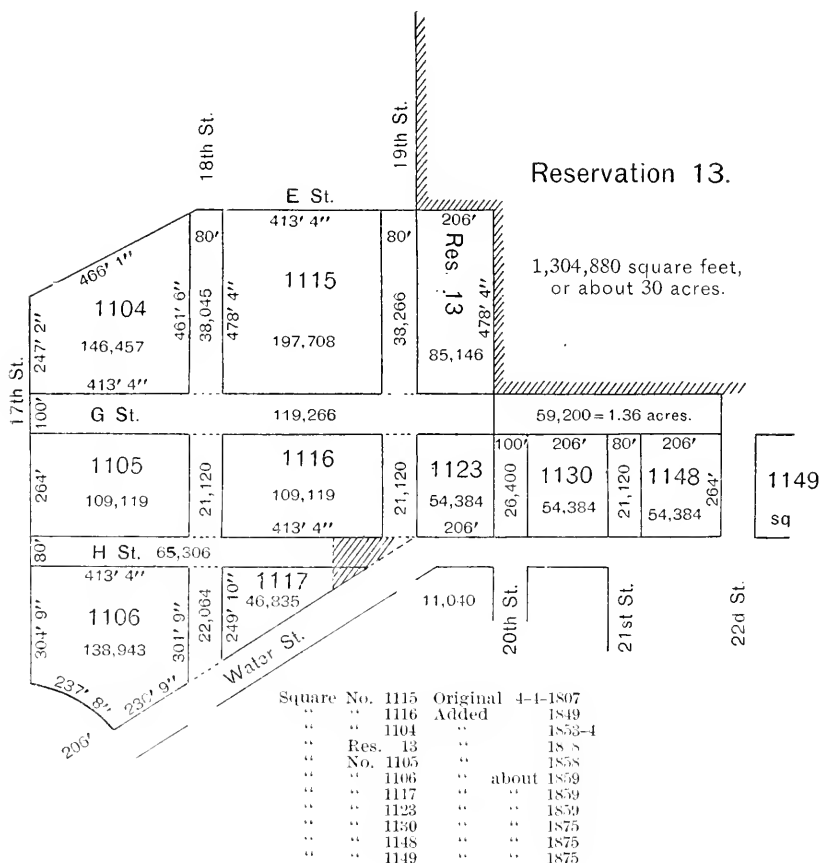 18th St.
19th St.
Reservation 13.
E St.
1,304,880 square feet,
or about 30 acres.
466' 1"
80'
413' 4"
80'
206'
Res. 13
1104
1115
247' 2"
461' 6"
38,045
478' 4"
38,266
478' 4"
146,457
197,708
85,146
413' 4"
17th St.
100'
G St.
119,266
59,200=1.36 acres.
100'
206'
80'
206'
264'
1105
21,120
1116
21,120
1123
26,400
1130
21,120
1148
264'
1149
109,119
109,119
54,384
54,384
54,384
sq
413' 4"
206'
80'
H St.
65,306
413' 4"
1117
304' 9"
1106
301' 9"
22,064
249' 10"
46,835
11,040
20th St.
21st St.
22d St.
138,943
Water St.
237' 8"
206'
Square No. 1115 Original 4-4-1807
" " 1116 Added 1849
" " 1104 " 1853-4
" Res. 13 " 18 8
" No. 1105 " 1858
" " 1106 " about 1859
" " 1117 " " 1859
" " 1123 " " 1859
" " 1130 " " 1875
" " 1148 " " 1875
" " 1149 " " 1875